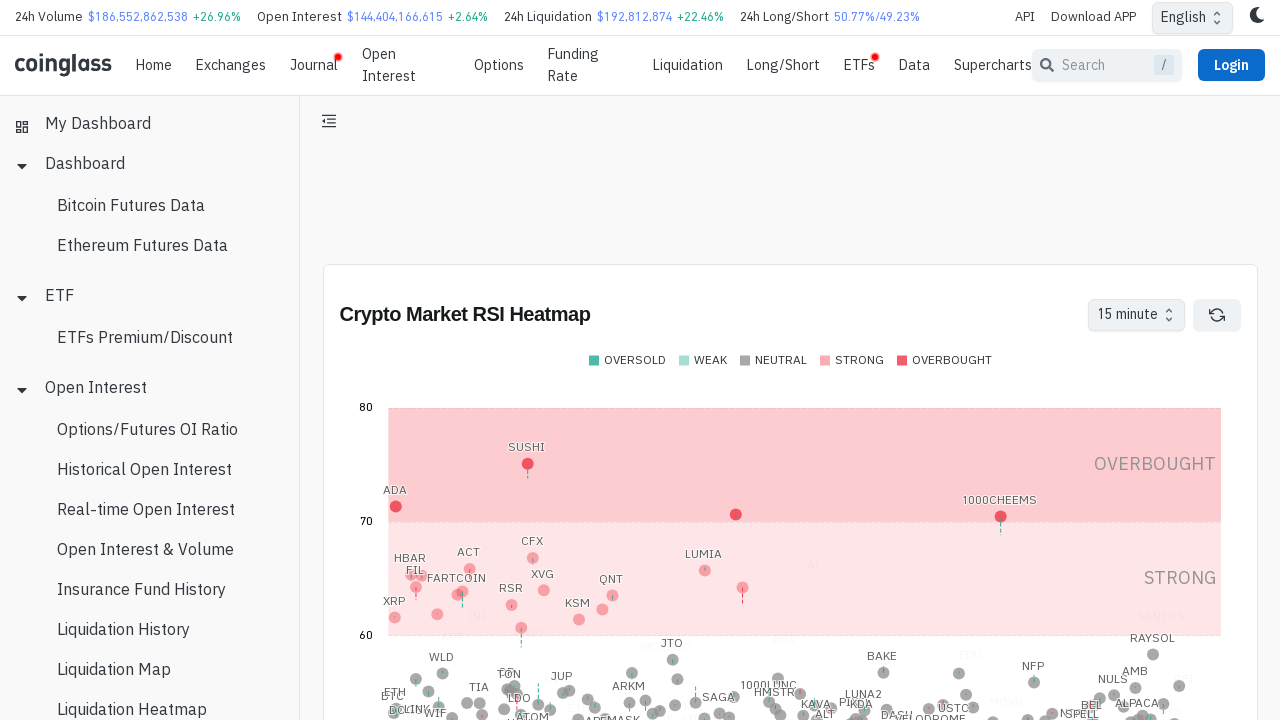 24h Volume $186,552,862,538 +26.96% Open Interest $144,404,166,615 +2.64% 24h Liquidation $192,812,874 +22.46% 24h Long/Short 50.77%/49.23% API Download APP English
coinglass Home Exchanges Journal Open Interest Options Funding Rate Liquidation Long/Short ETFs Data Supercharts Search / Login
My Dashboard
Dashboard
Bitcoin Futures Data
Ethereum Futures Data
ETF
ETFs Premium/Discount
Open Interest
Options/Futures OI Ratio
Historical Open Interest
Real-time Open Interest
Open Interest & Volume
Insurance Fund History
Liquidation History
Liquidation Map
Liquidation Heatmap
Crypto Market RSI Heatmap 15 minute
OVERSOLD WEAK NEUTRAL STRONG OVERBOUGHT
80
SUSHI
OVERBOUGHT
ADA
1000CHEEMS
70
CFX
ACT
LUMIA
HBAR
FIL
FARTCOIN
XVG
QNT
STRONG
RSR
XRP
KSM
60
RAYSOL
JTO
WLD
BAKE
NFP
AMB
TON
JUP
NULS
TIA
ARKM
1000LUNC
ETH
HMSTR
LUNA2
LDO
SAGA
KAVA
ALPACA
USTC
WIF
ALT
ATOM
MASK
DASH
VELODROME
SPELL